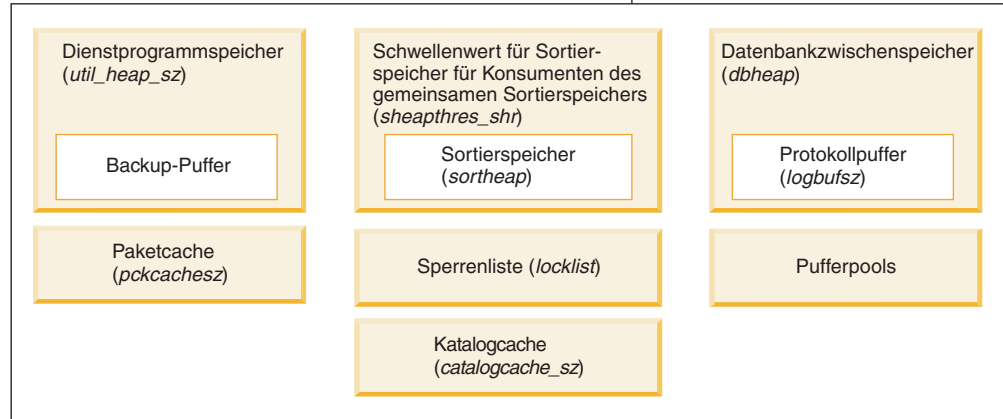 Dienstprogrammspeicher
(util_heap_sz)
Backup-Puffer
Schwellenwert für Sortier-
speicher für Konsumenten des
gemeinsamen Sortierspeichers
(sheapthres_shr)
Sortierspeicher
(sortheap)
Datenbankzwischenspeicher
(dbheap)
Protokollpuffer
(logbufsz)
Paketcache
(pckcachesz)
Sperrenliste (locklist)
Pufferpools
Katalogcache
(catalogcache_sz)